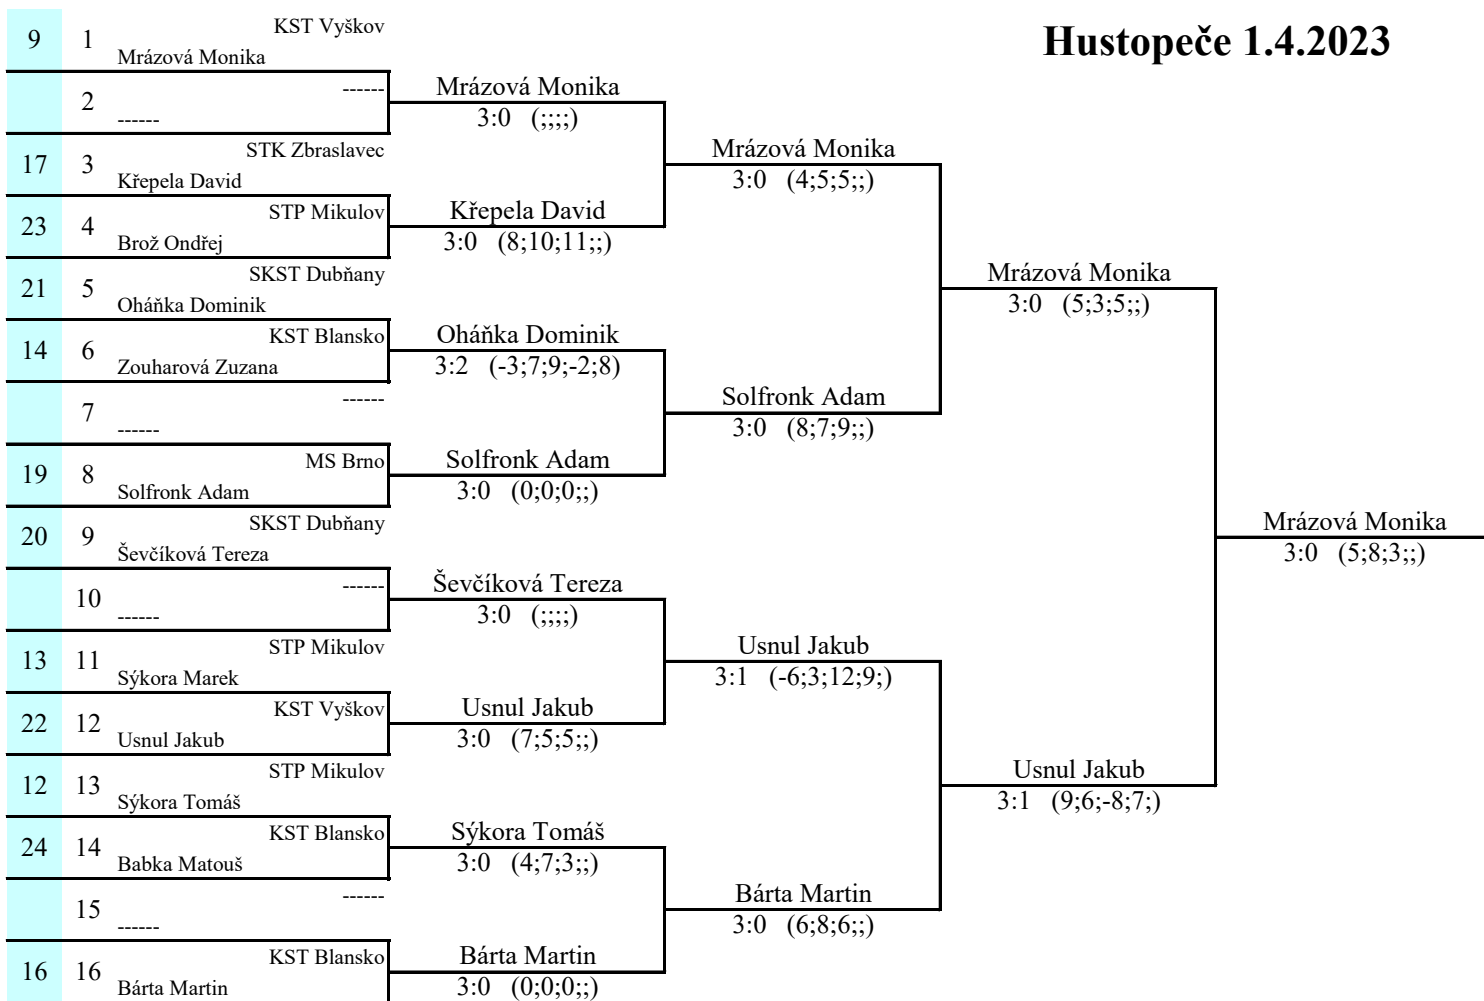 Hustopeče 1.4.2023
9 1 KST Vyškov
Mrázová Monika
2 ------
------
Mrázová Monika
3:0 (;;;;)
17 3 STK Zbraslavec
Křepela David
Mrázová Monika
3:0 (4;5;5;;)
23 4 STP Mikulov
Brož Ondřej
Křepela David
3:0 (8;10;11;;)
21 5 SKST Dubňany
Oháňka Dominik
Mrázová Monika
3:0 (5;3;5;;)
14 6 KST Blansko
Zouharová Zuzana
Oháňka Dominik
3:2 (-3;7;9;-2;8)
7 ------
------
Solfronk Adam
3:0 (8;7;9;;)
19 8 MS Brno
Solfronk Adam
Solfronk Adam
3:0 (0;0;0;;)
20 9 SKST Dubňany
Ševčíková Tereza
Mrázová Monika
3:0 (5;8;3;;)
10 ------
------
Ševčíková Tereza
3:0 (;;;;)
13 11 STP Mikulov
Sýkora Marek
Usnul Jakub
3:1 (-6;3;12;9;)
22 12 KST Vyškov
Usnul Jakub
Usnul Jakub
3:0 (7;5;5;;)
12 13 STP Mikulov
Sýkora Tomáš
Usnul Jakub
3:1 (9;6;-8;7;)
24 14 KST Blansko
Babka Matouš
Sýkora Tomáš
3:0 (4;7;3;;)
15 ------
------
Bárta Martin
3:0 (6;8;6;;)
16 16 KST Blansko
Bárta Martin
Bárta Martin
3:0 (0;0;0;;)